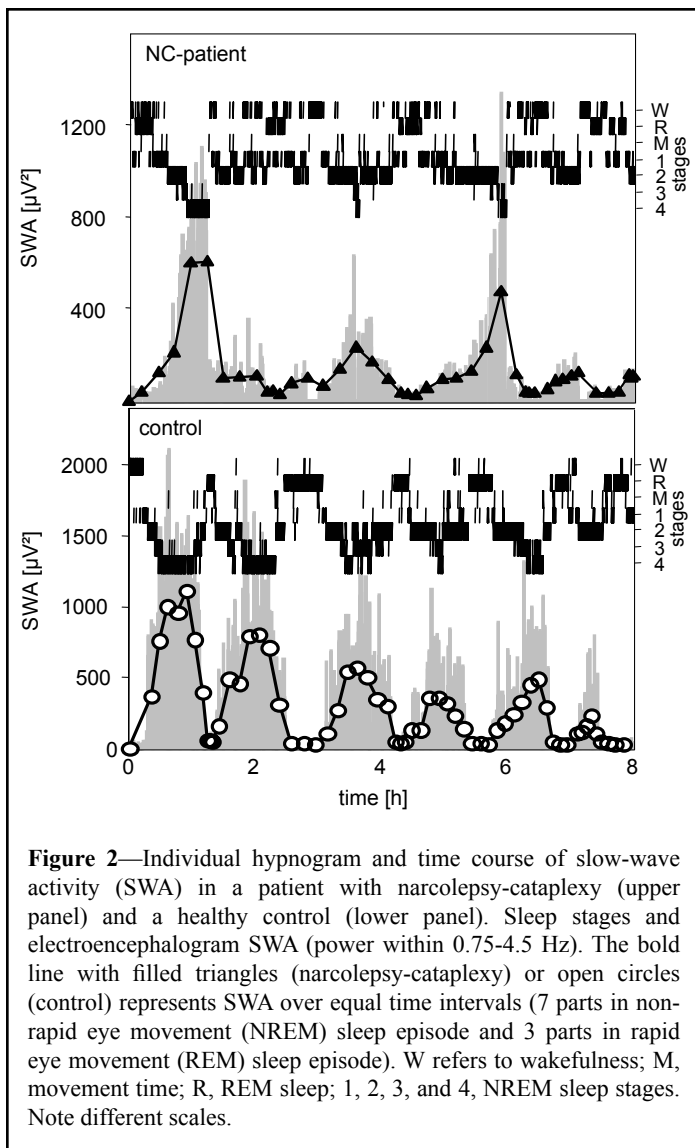 NC-patient
SWA [µV²]
1200
800
400
W
R
M
1
2
3
4
stages
control
SWA [µV²]
2000
1500
1000
500
0
W
R
M
1
2
3
4
stages
0 2 4 6 8
time [h]
Figure 2—Individual hypnogram and time course of slow-wave
activity (SWA) in a patient with narcolepsy-cataplexy (upper
panel) and a healthy control (lower panel). Sleep stages and
electroencephalogram SWA (power within 0.75-4.5 Hz). The bold
line with filled triangles (narcolepsy-cataplexy) or open circles
(control) represents SWA over equal time intervals (7 parts in non-
rapid eye movement (NREM) sleep episode and 3 parts in rapid
eye movement (REM) sleep episode). W refers to wakefulness; M,
movement time; R, REM sleep; 1, 2, 3, and 4, NREM sleep stages.
Note different scales.